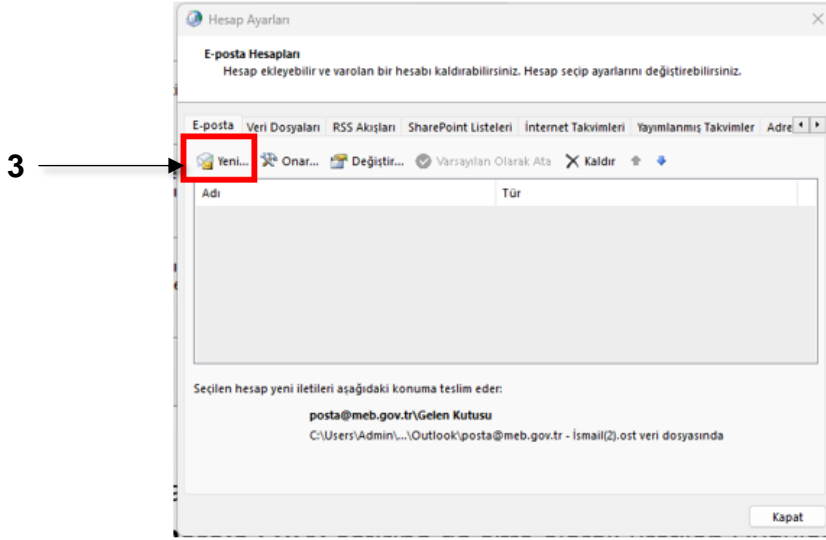 Hesap Ayarları
E-posta Hesapları
Hesap ekleyebilir ve varolan bir hesabı kaldırabilirsiniz. Hesap seçip ayarlarını değiştirebilirsiniz.
E-posta Veri Dosyaları RSS Akışları SharePoint Listeleri İnternet Takvimleri Yayımlanmış Takvimler Adre
3
Yeni... Onar... Değiştir... Varsayılan Olarak Ata Kaldır
Adı Tür
Seçilen hesap yeni iletileri aşağıdaki konuma teslim eder:
posta@meb.gov.tr\Gelen Kutusu
C:\Users\Admin\...\Outlook\posta@meb.gov.tr - İsmail(2).ost veri dosyasında
Kapat